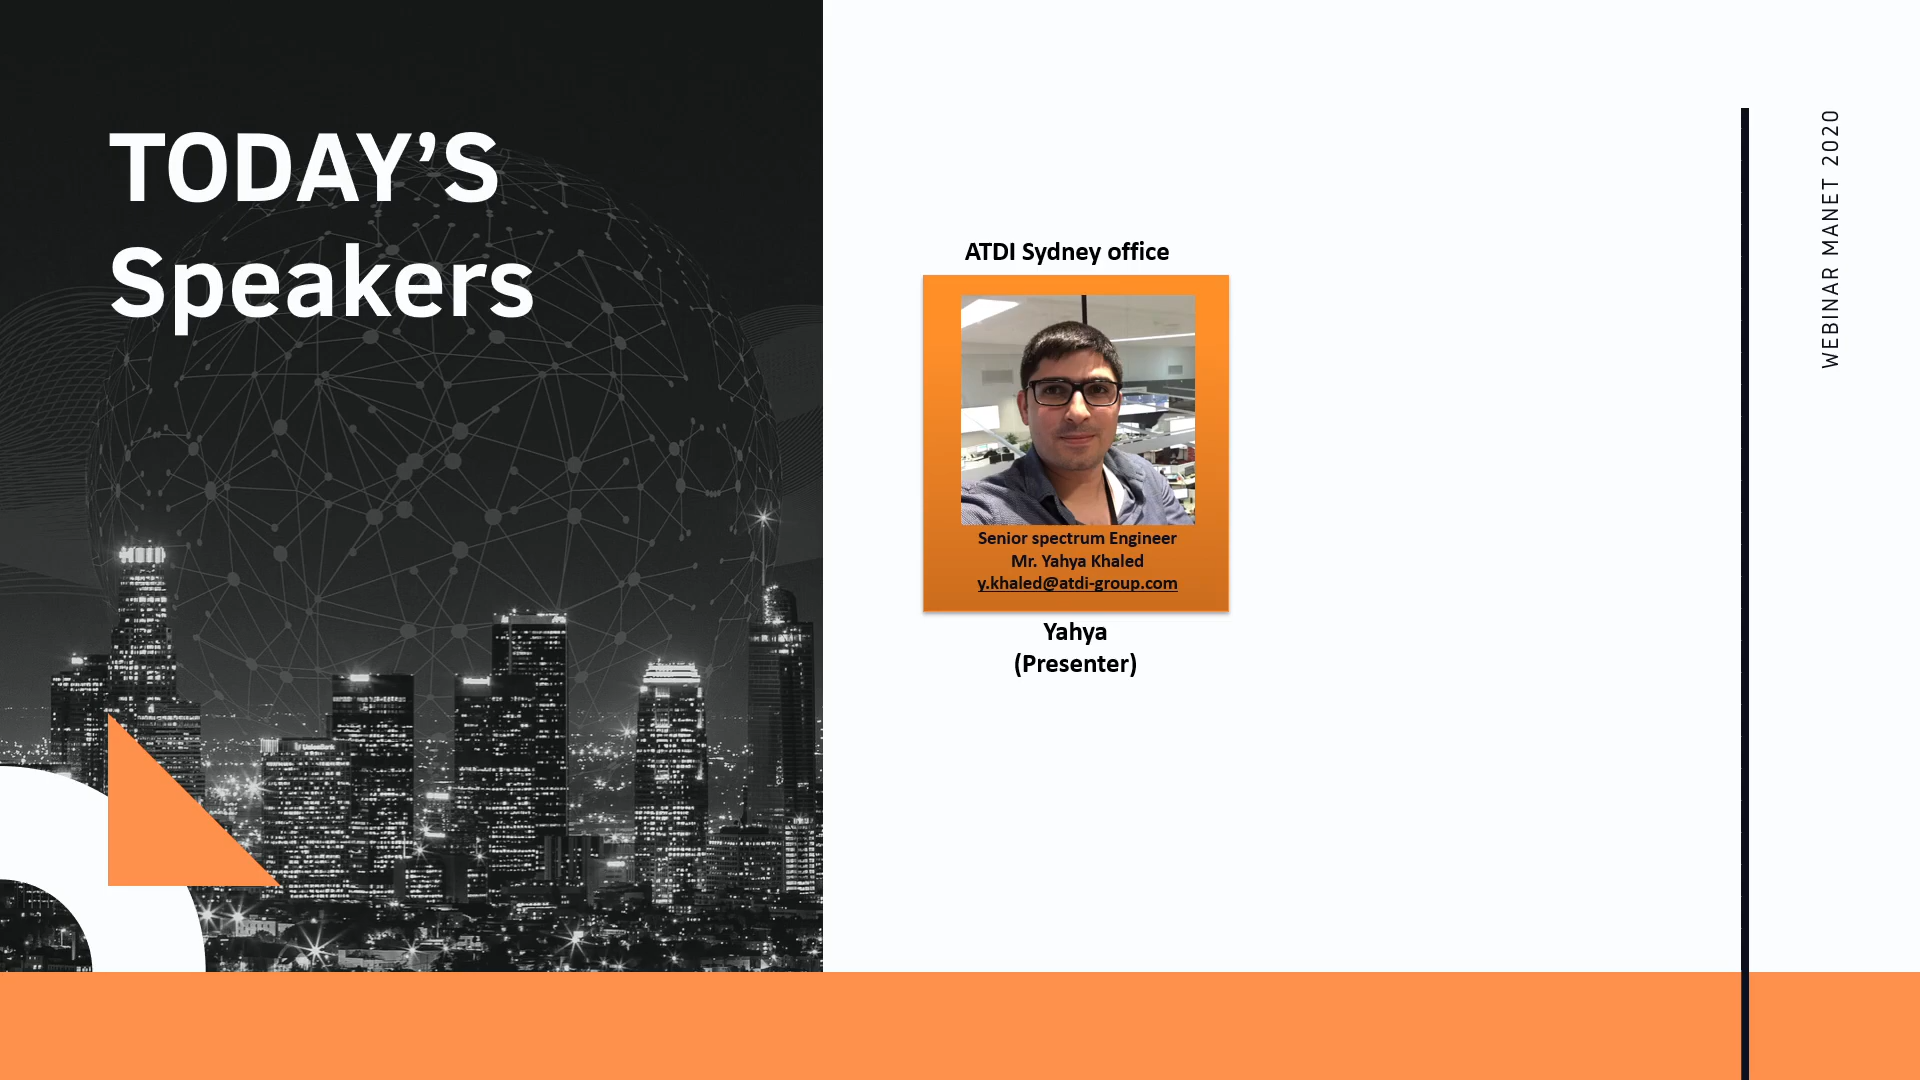 TODAY’S
Speakers
ATDI Sydney office
Senior spectrum Engineer
Mr. Yahya Khaled
y.khaled@atdi-group.com
Yahya
(Presenter)
WEBINAR MANET 2020
UnionBank